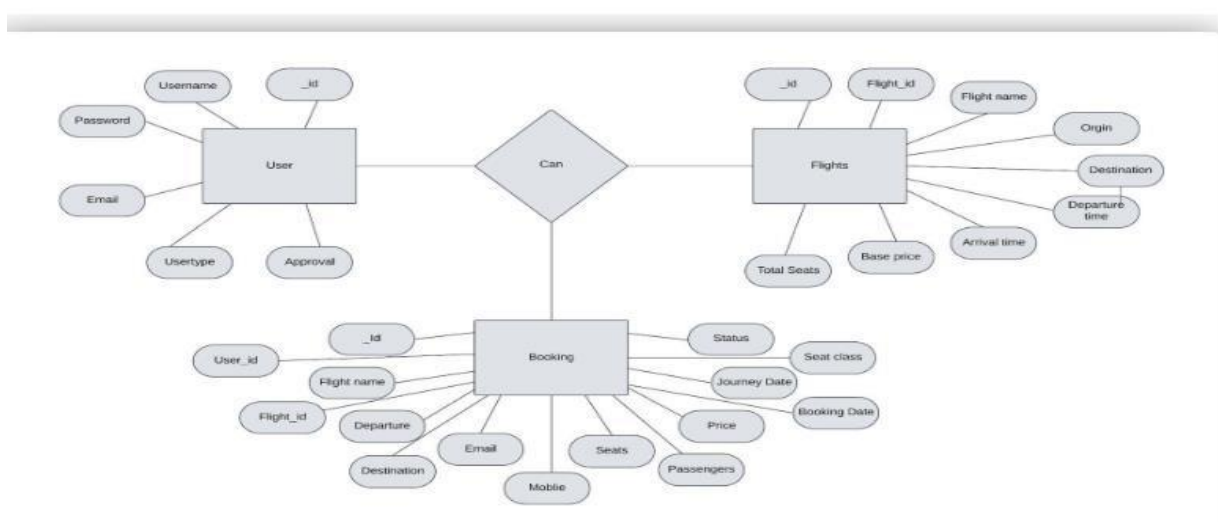 Username
_id
Password
User
Email
Usertype
Approval
Can
_id
Flight_id
Flight name
Orgin
Destination
Departure
time
Arrival time
Base price
Total Seats
Flights
_Id
User_id
Flight name
Flight_id
Departure
Destination
Email
Moblie
Seats
Passengers
Price
Booking Date
Journey Date
Seat class
Status
Booking